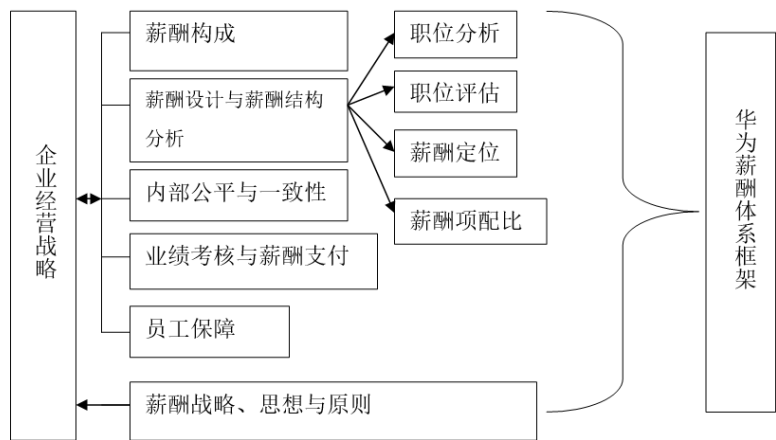 企业经营战略
薪酬构成
薪酬设计与薪酬结构
分析
内部公平与一致性
业绩考核与薪酬支付
员工保障
薪酬战略、思想与原则
职位分析
职位评估
薪酬定位
薪酬项配比
华为薪酬体系框架